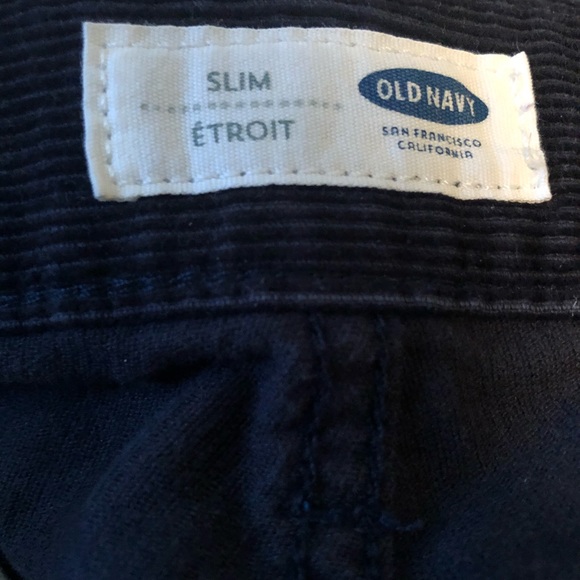 SLIM
ÉTROIT
OLD NAVY
SAN FRANCISCO
CALIFORNIA